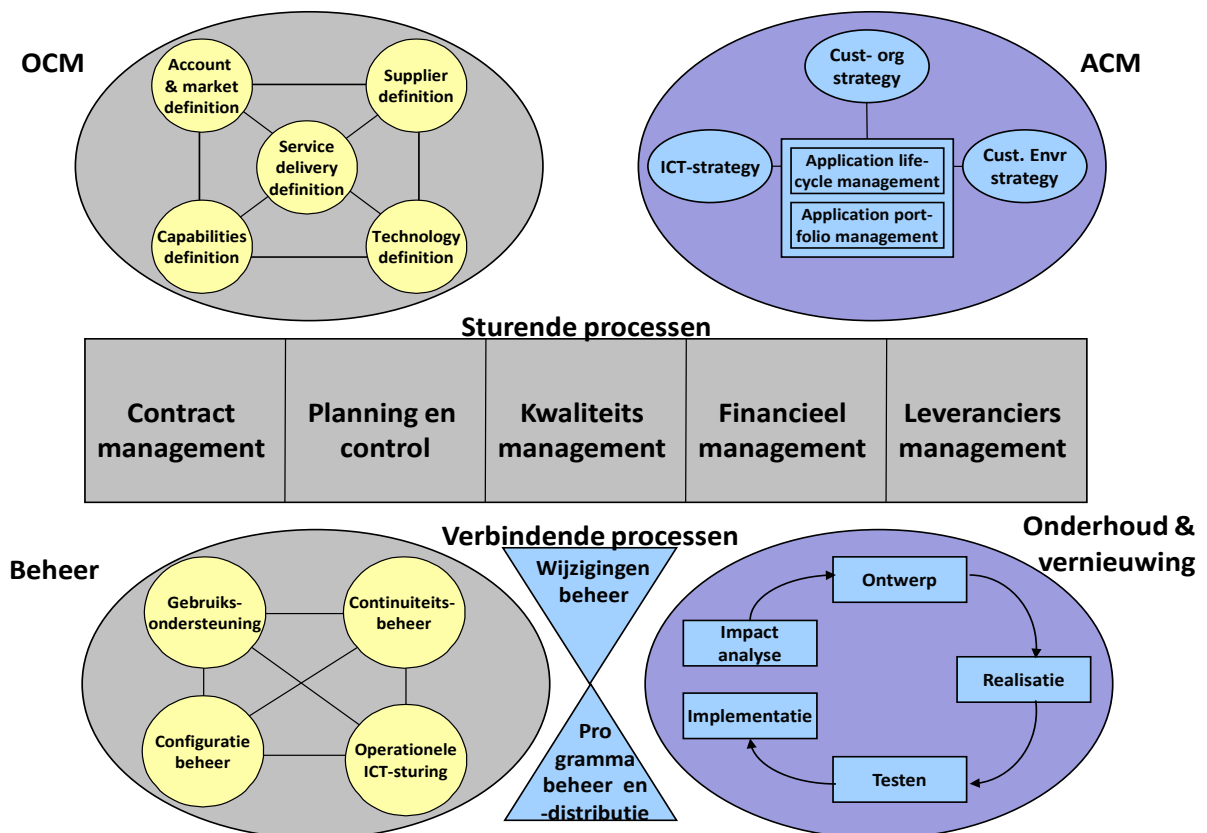 OCM
Account
& market
definition
Supplier
definition
Service
delivery
definition
Capabilities
definition
Technology
definition
ACM
Cust- org
strategy
ICT-strategy
Application life-
cycle management
Application port-
folio management
Cust. Envr
strategy
Sturende processen
Contract
management
Planning en
control
Kwaliteits
management
Financieel
management
Leveranciers
management
Verbindende processen
Beheer
Gebruiks-
ondersteuning
Continuiteits-
beheer
Configuratie
beheer
Operationele
ICT-sturing
Wijzigingen
beheer
Pro
gramma
beheer en
-distributie
Onderhoud &
vernieuwing
Ontwerp
Impact
analyse
Realisatie
Implementatie
Testen